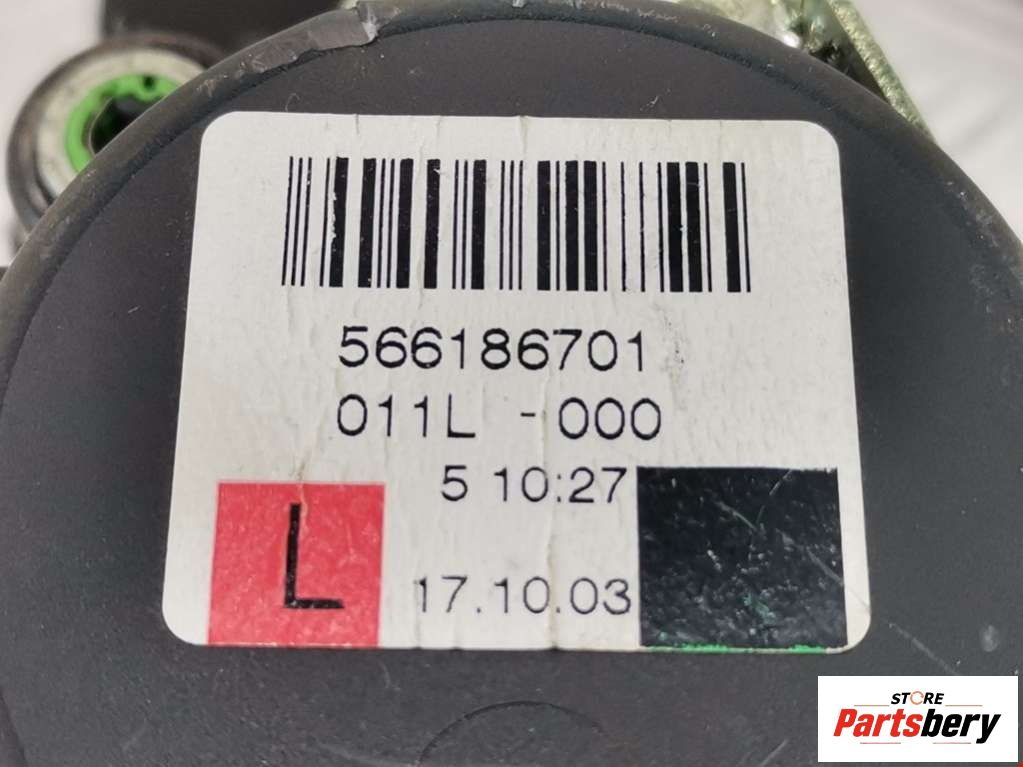 566186701
011L - 000
5 10:27
L
17.10.03
STORE
Partsbery